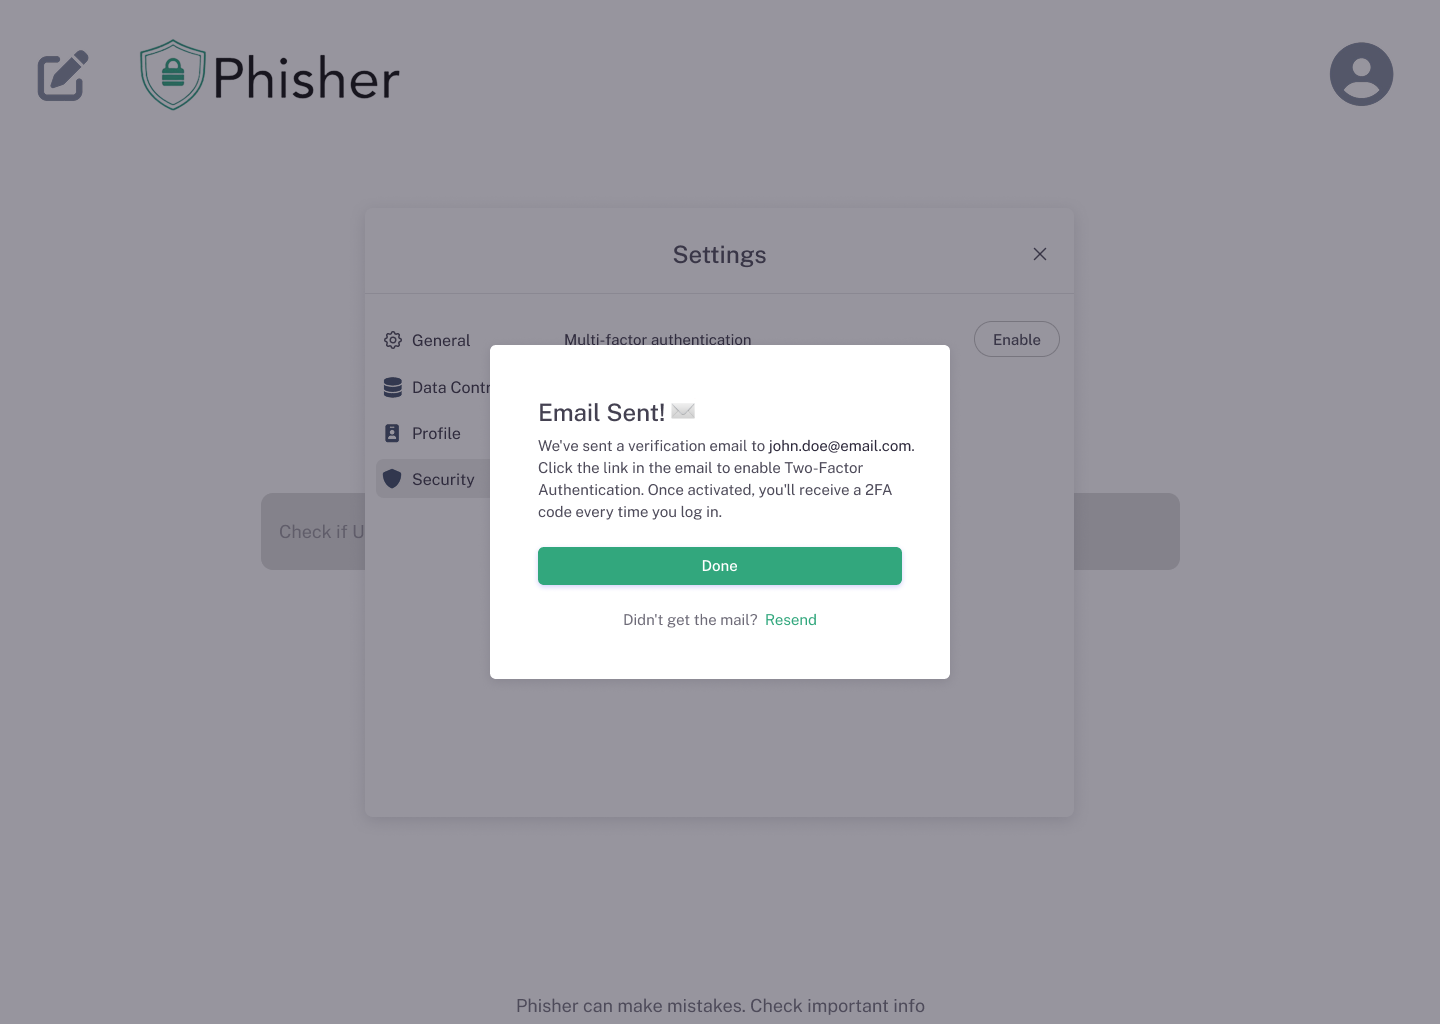 Phisher
Settings
General
Multi-factor authentication
Enable
Data Contr
Profile
Security
Check if U
Email Sent!
We've sent a verification email to john.doe@email.com.
Click the link in the email to enable Two-Factor
Authentication. Once activated, you'll receive a 2FA
code every time you log in.
Done
Didn't get the mail? Resend
Phisher can make mistakes. Check important info